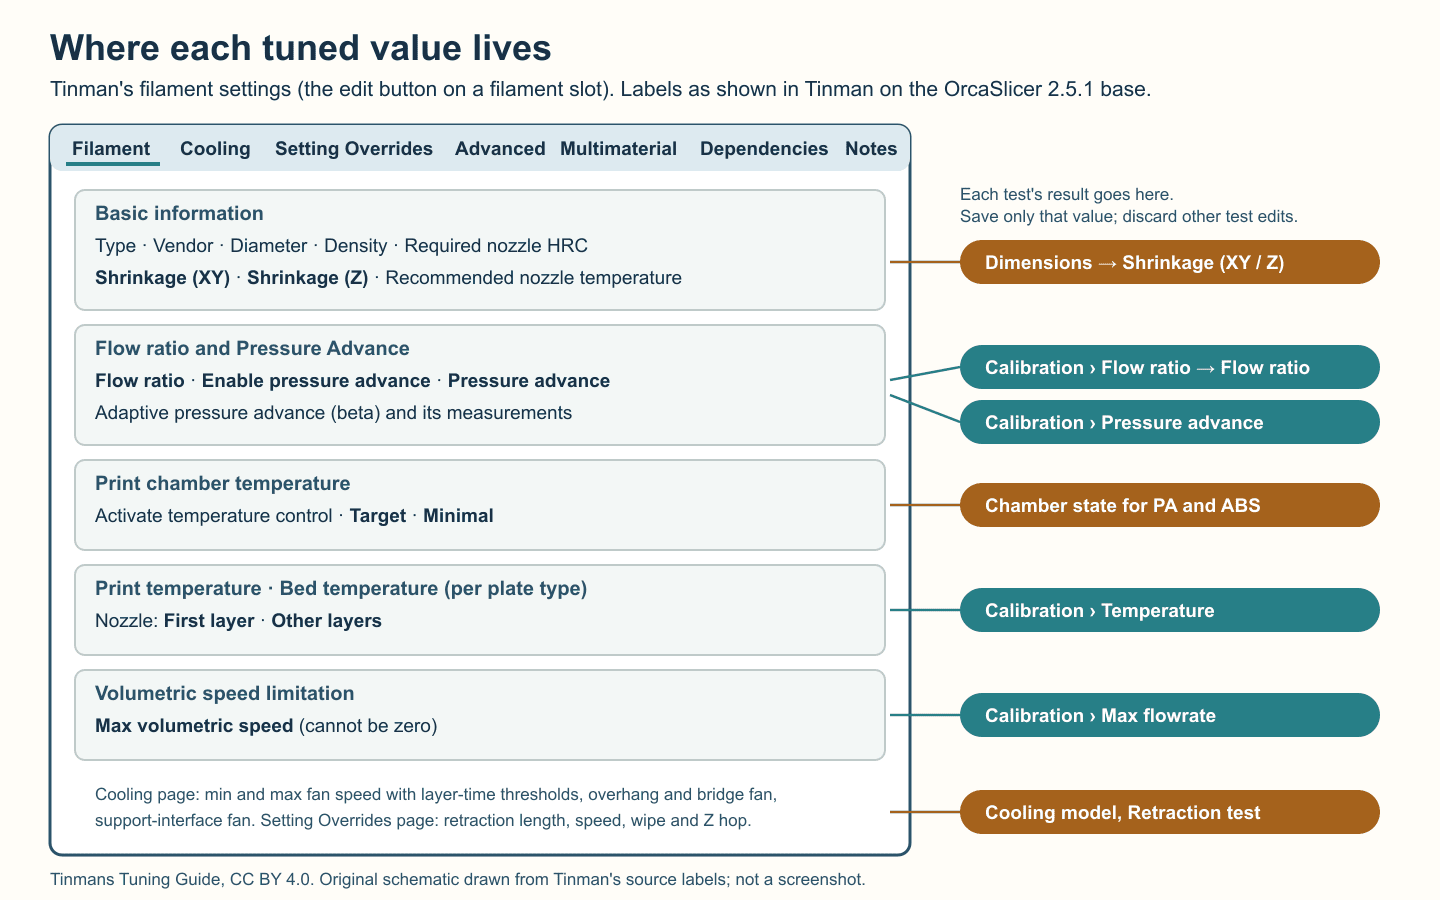 Where each tuned value lives
Tinman's filament settings (the edit button on a filament slot). Labels as shown in Tinman on the OrcaSlicer 2.5.1 base.
Filament Cooling Setting Overrides Advanced Multimaterial Dependencies Notes
Basic information
Type · Vendor · Diameter · Density · Required nozzle HRC
Shrinkage (XY) · Shrinkage (Z) · Recommended nozzle temperature
Flow ratio and Pressure Advance
Flow ratio · Enable pressure advance · Pressure advance
Adaptive pressure advance (beta) and its measurements
Print chamber temperature
Activate temperature control · Target · Minimal
Print temperature · Bed temperature (per plate type)
Nozzle: First layer · Other layers
Volumetric speed limitation
Max volumetric speed (cannot be zero)
Cooling page: min and max fan speed with layer-time thresholds, overhang and bridge fan,
support-interface fan. Setting Overrides page: retraction length, speed, wipe and Z hop.
Each test's result goes here.
Save only that value; discard other test edits.
Dimensions → Shrinkage (XY / Z)
Calibration › Flow ratio → Flow ratio
Calibration › Pressure advance
Chamber state for PA and ABS
Calibration › Temperature
Calibration › Max flowrate
Cooling model, Retraction test
Tinmans Tuning Guide, CC BY 4.0. Original schematic drawn from Tinman's source labels; not a screenshot.